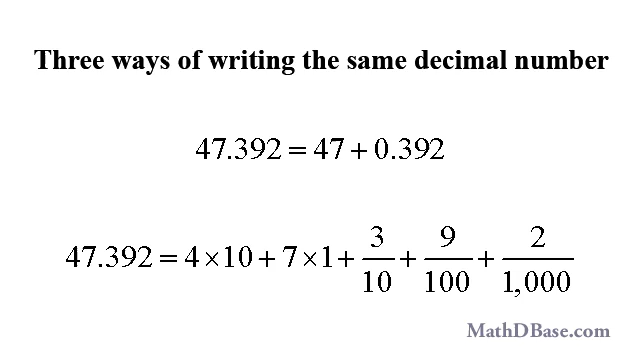 Three ways of writing the same decimal number
47.392 = 47 + 0.392
47.392 = 4 × 10 + 7 × 1 + 3/10 + 9/100 + 2/1,000
MathDBase.com